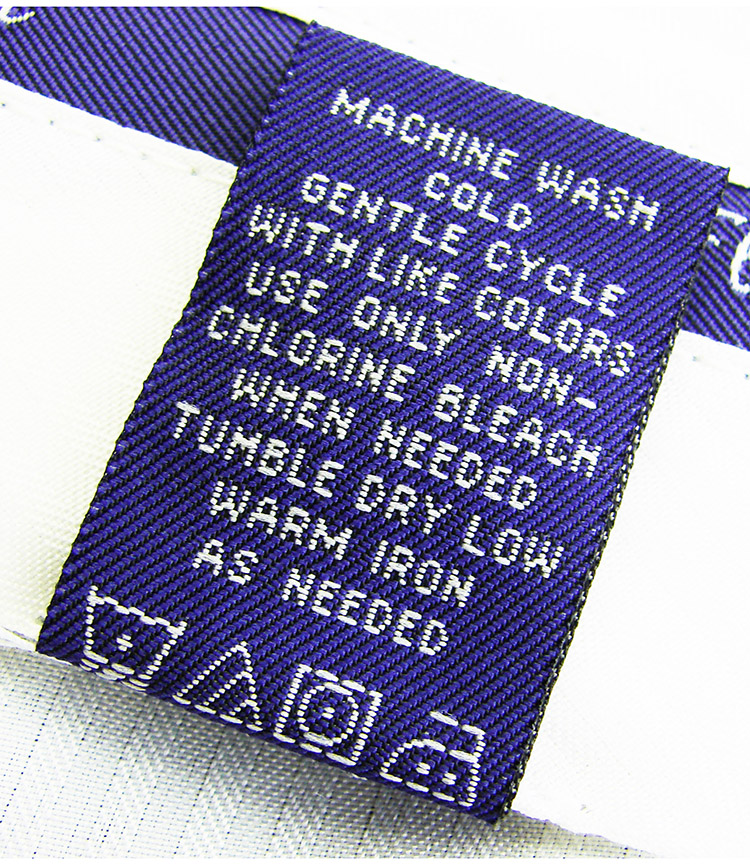 MACHINE WASH
COLD
GENTLE CYCLE
WITH LIKE COLORS
USE ONLY NON-
CHLORINE BLEACH
WHEN NEEDED
TUMBLE DRY LOW
WARM IRON
AS NEEDED